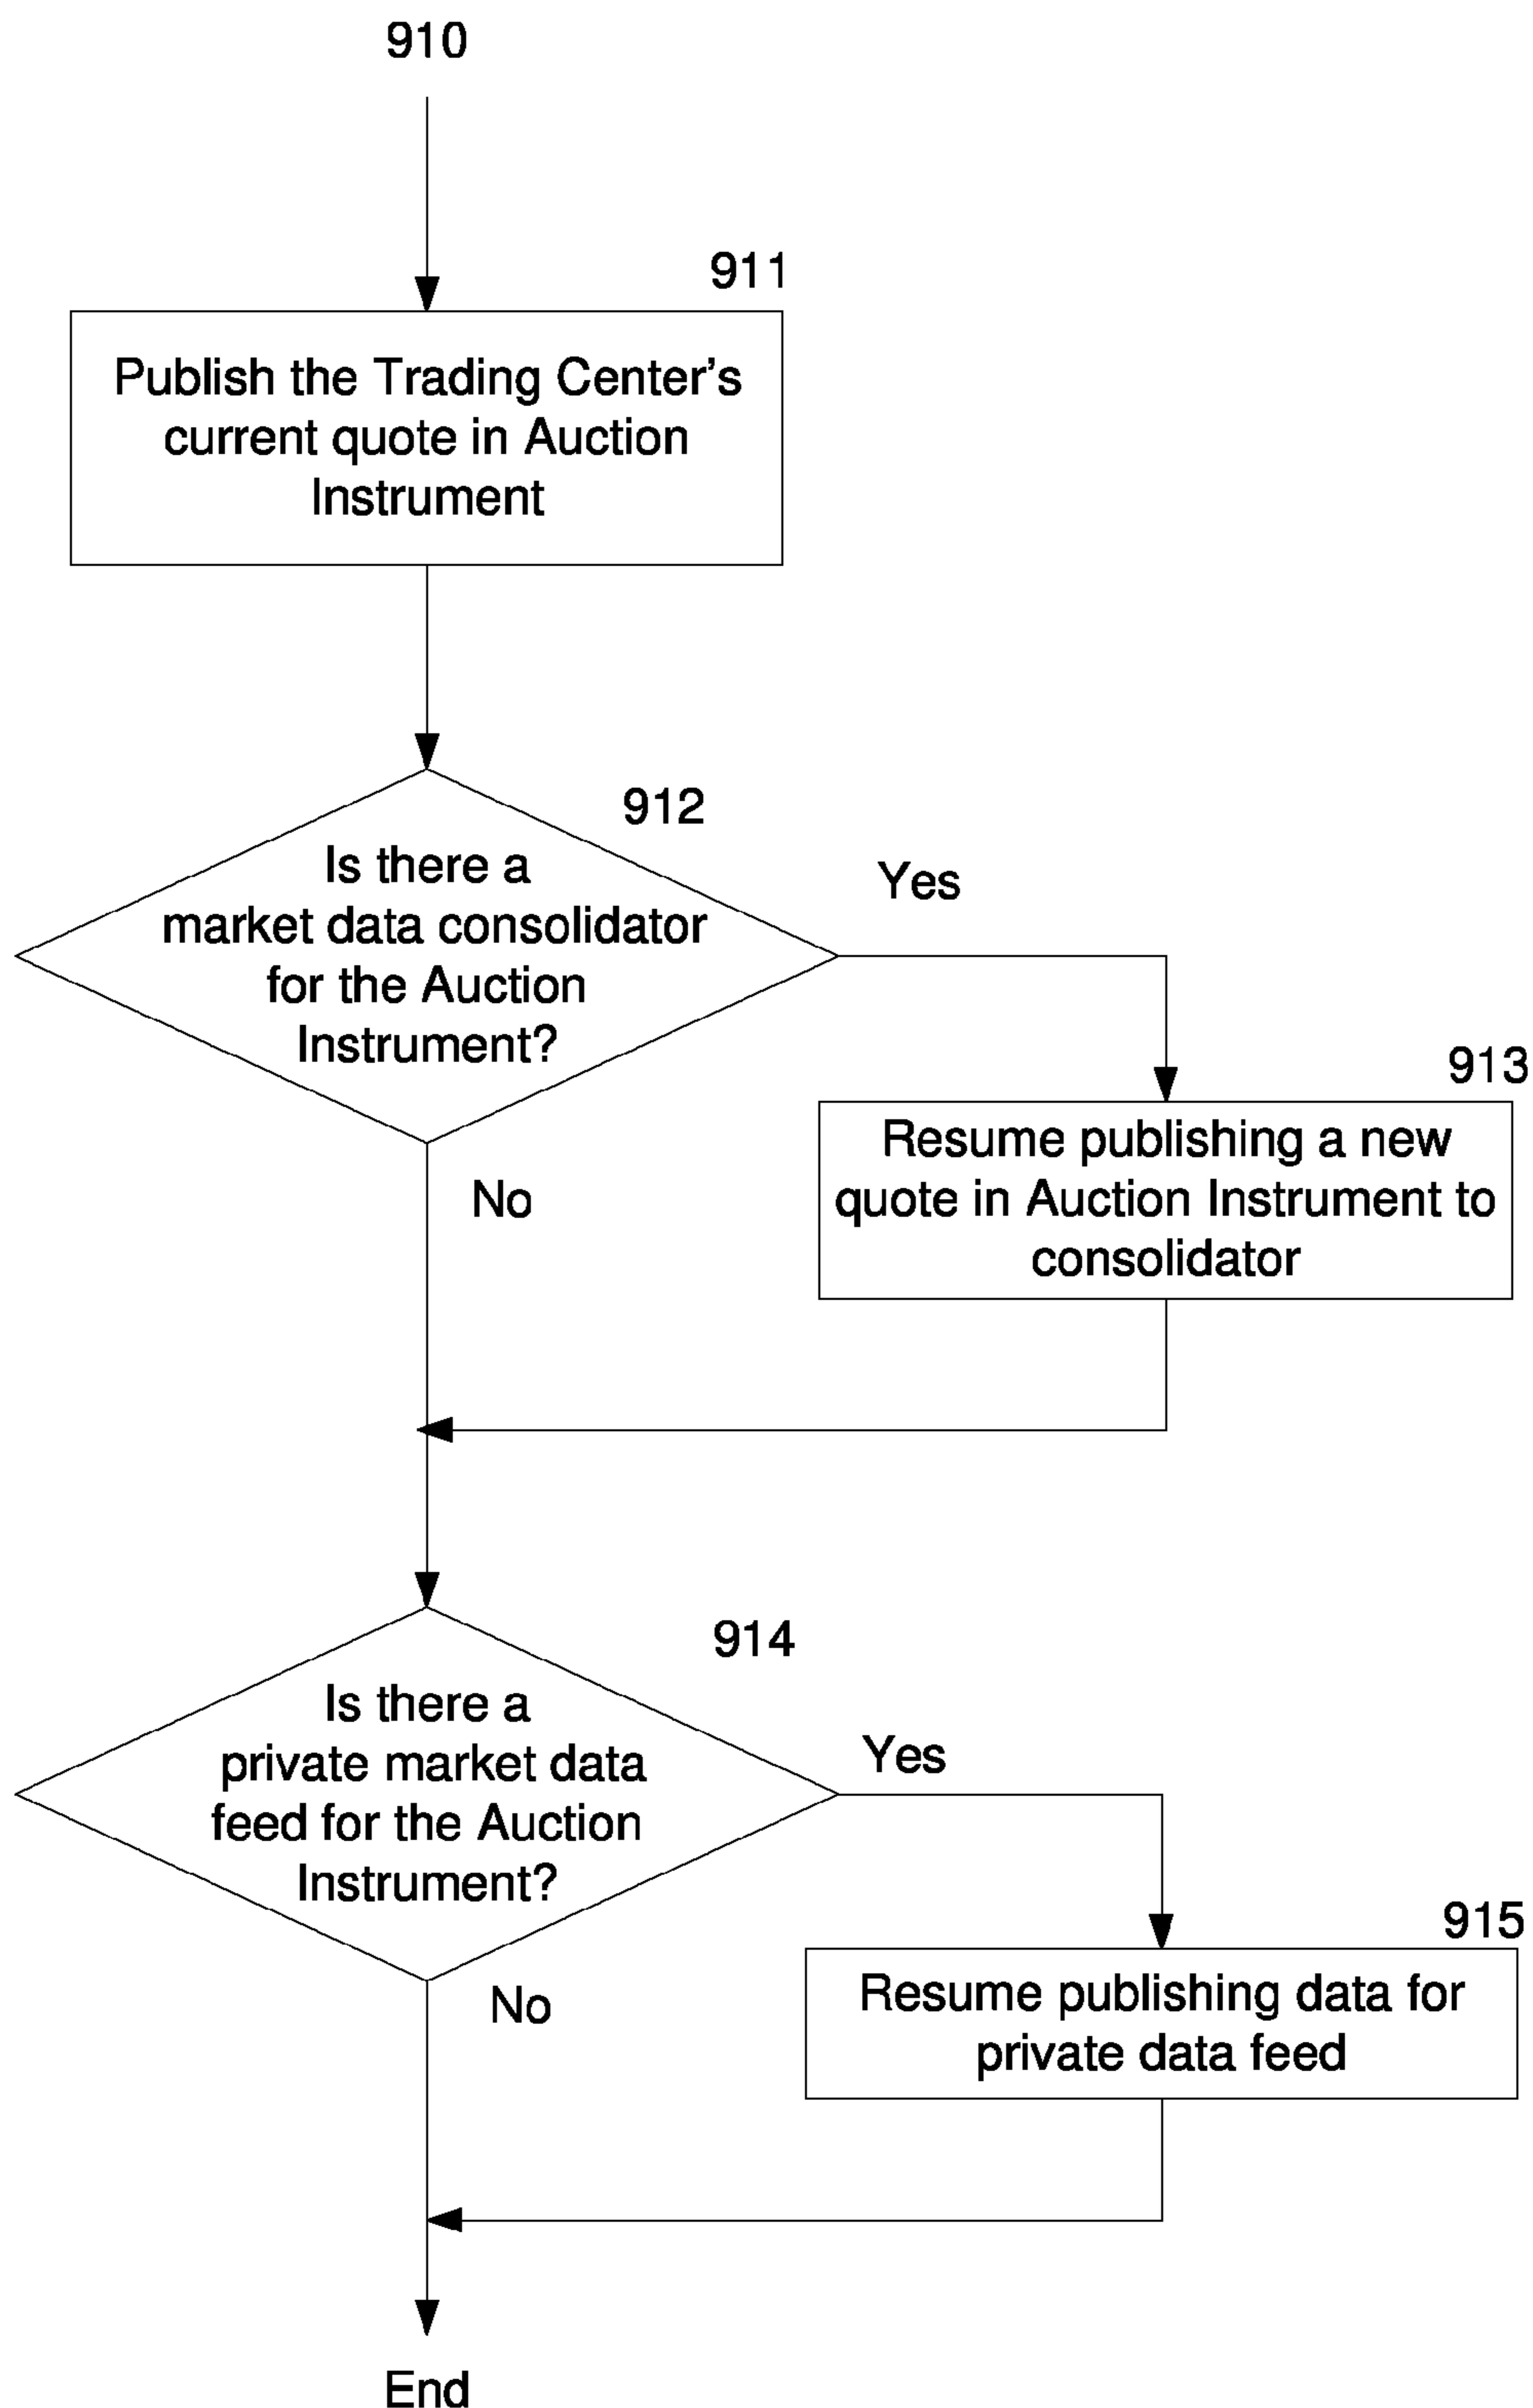 910
911
Publish the Trading Center's
current quote in Auction
Instrument
912
Is there a
market data consolidator
for the Auction
Instrument?
Yes
No
913
Resume publishing a new
quote in Auction Instrument to
consolidator
914
Is there a
private market data
feed for the Auction
Instrument?
Yes
No
915
Resume publishing data for
private data feed
End